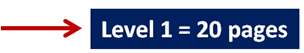 Level 1 = 20 pages